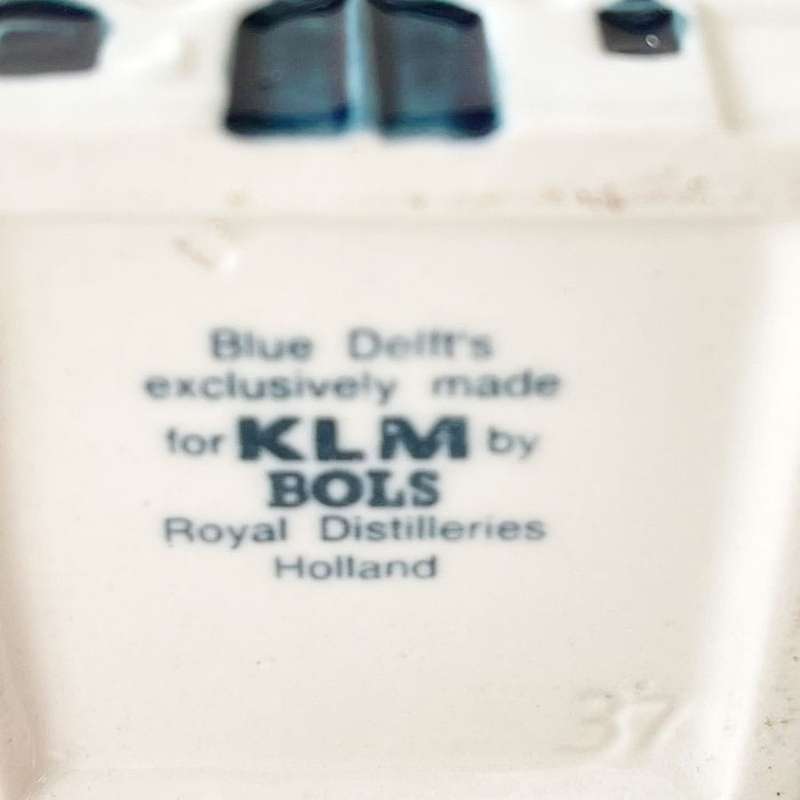 Blue Delft's
exclusively made
for KLM by
BOLS
Royal Distilleries
Holland
37